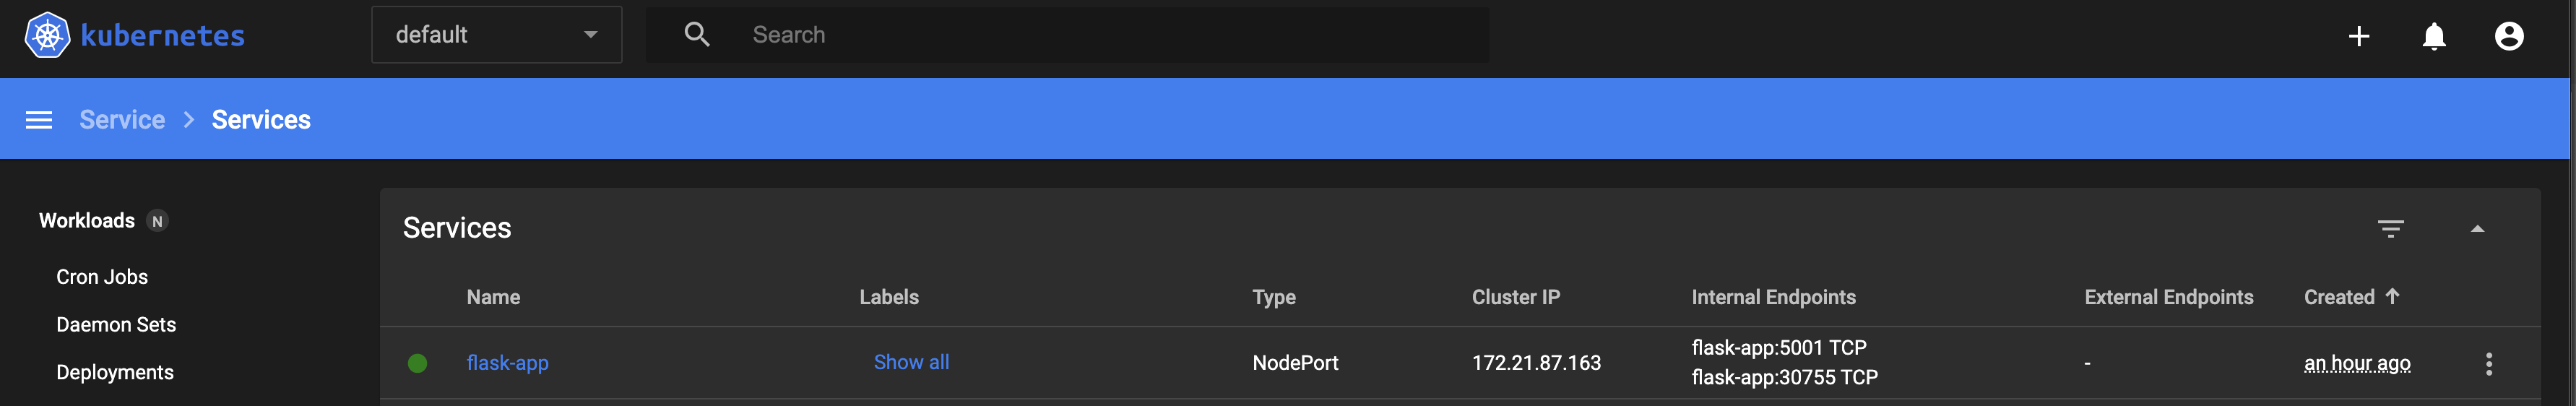 kubernetes
default
Search
Service
Services
Workloads N
Cron Jobs
Daemon Sets
Deployments
Services
Name Labels Type Cluster IP Internal Endpoints External Endpoints Created
flask-app Show all NodePort 172.21.87.163 flask-app:5001 TCP - an hour ago
flask-app:30755 TCP